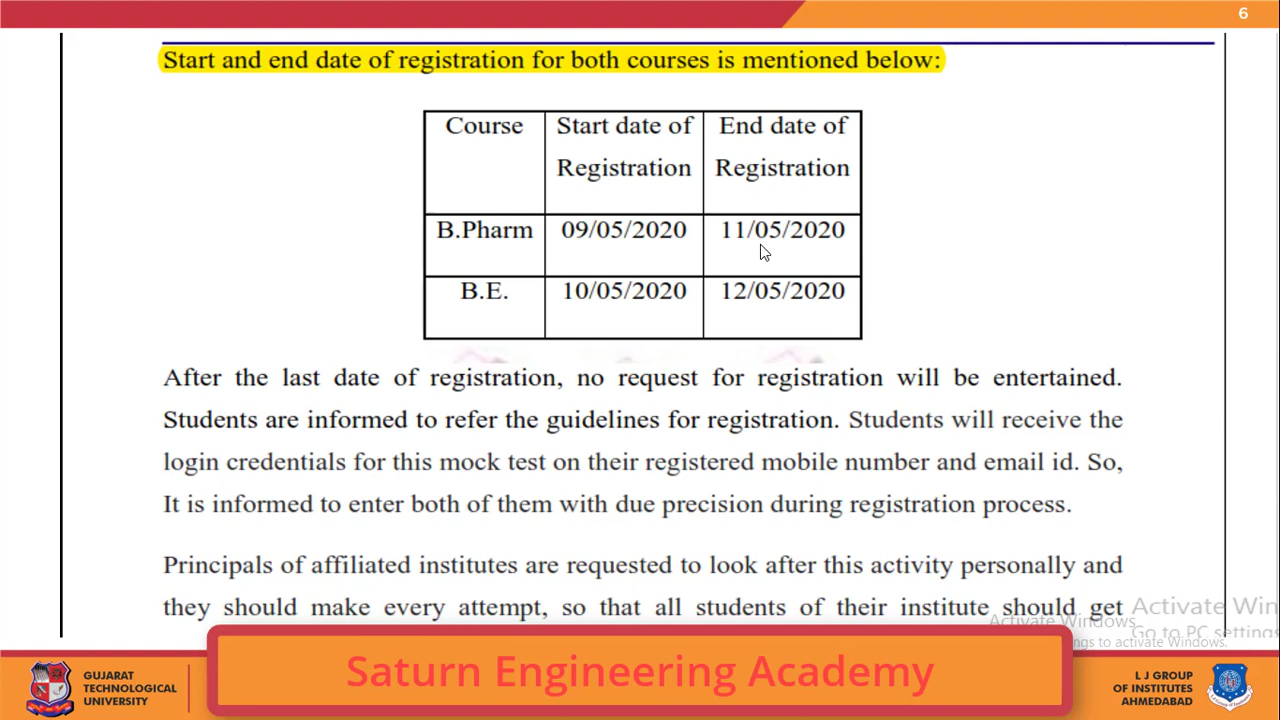 6
Start and end date of registration for both courses is mentioned below:
Course
Start date of
Registration
End date of
Registration
B.Pharm 09/05/2020 11/05/2020
B.E. 10/05/2020 12/05/2020
After the last date of registration, no request for registration will be entertained.
Students are informed to refer the guidelines for registration. Students will receive the
login credentials for this mock test on their registered mobile number and email id. So,
It is informed to enter both of them with due precision during registration process.
Principals of affiliated institutes are requested to look after this activity personally and
they should make every attempt, so that all students of their institute should get
Activate Win
Go to PC settings
Activate Windows
ngs to activate Windows.
GUJARAT
TECHNOLOGICAL
UNIVERSITY
Saturn Engineering Academy
L J GROUP
OF INSTITUTES
AHMEDABAD